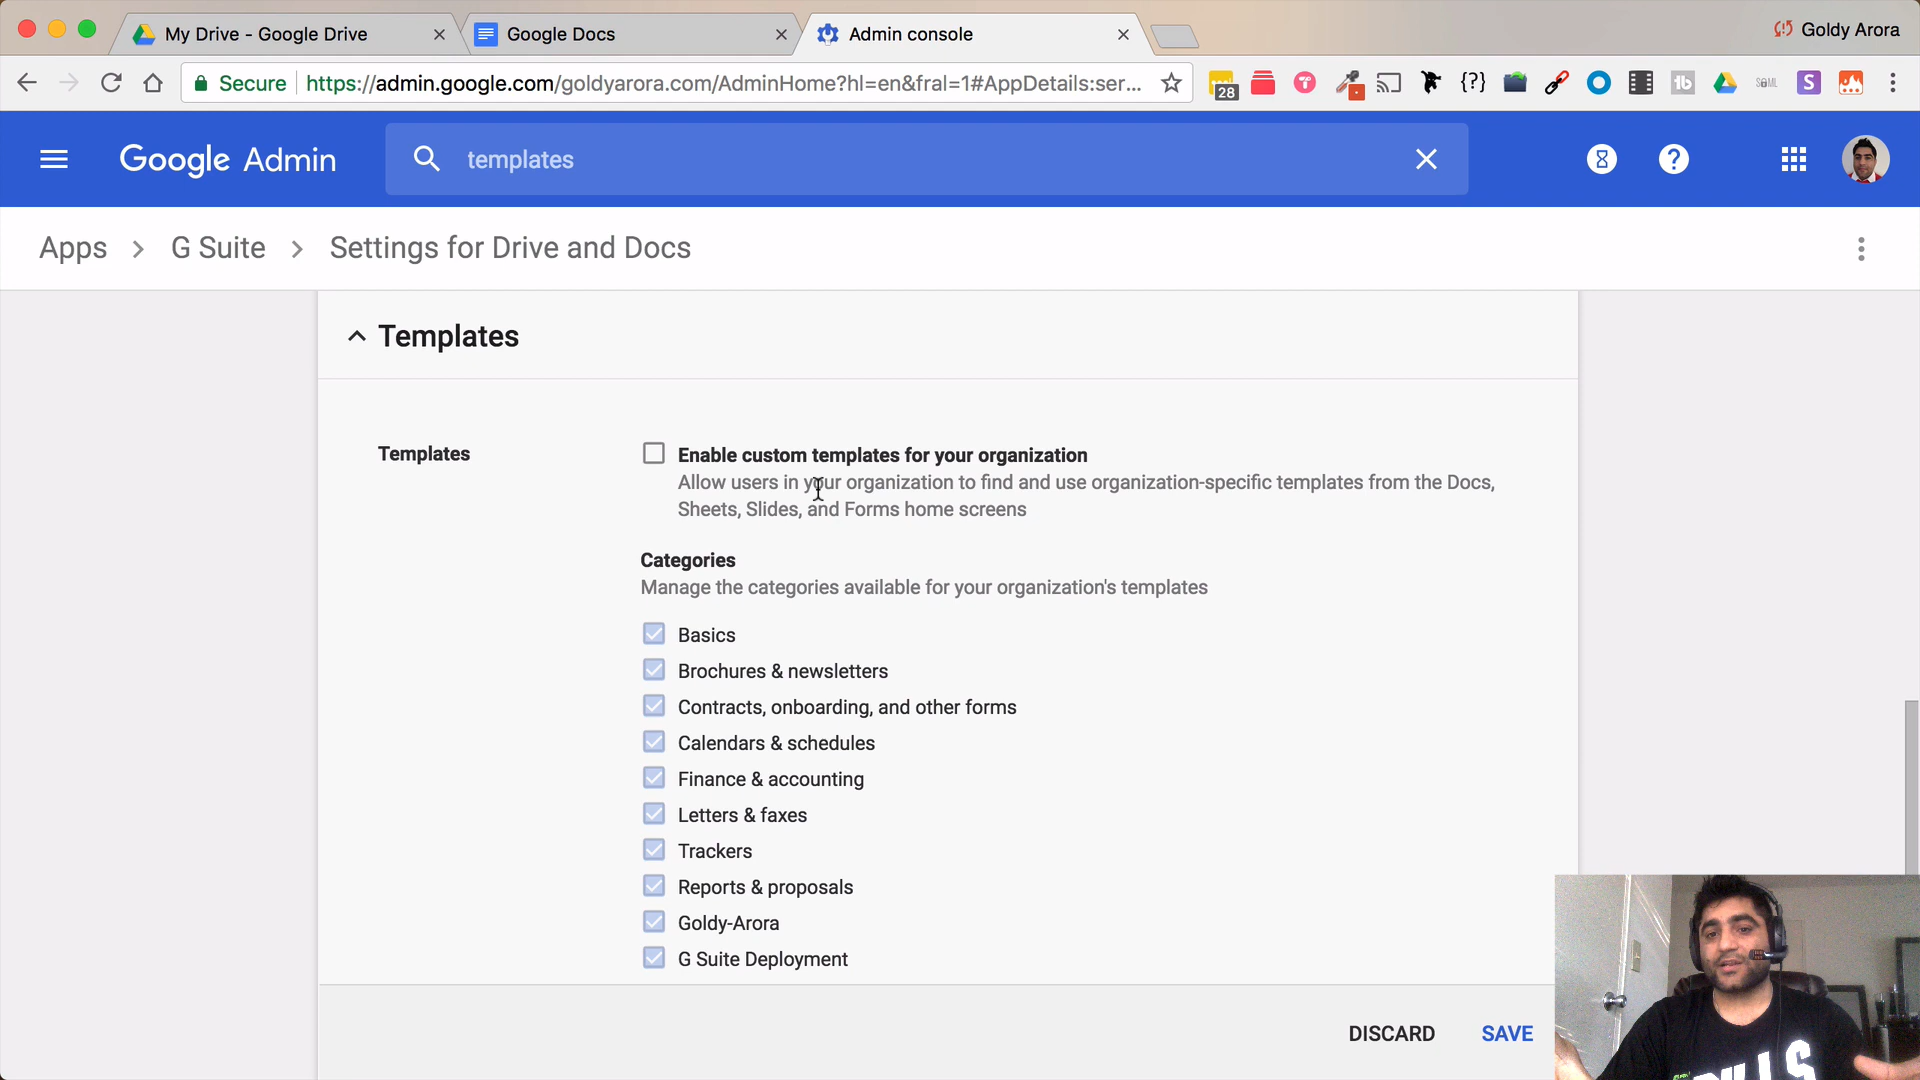 My Drive - Google Drive
Google Docs
Admin console
Goldy Arora
Secure
https://admin.google.com/goldyarora.com/AdminHome?hl=en&fral=1#AppDetails:ser...
28
{?}
S
Google Admin
templates
Apps > G Suite > Settings for Drive and Docs
Templates
Templates
Enable custom templates for your organization
Allow users in your organization to find and use organization-specific templates from the Docs,
Sheets, Slides, and Forms home screens
Categories
Manage the categories available for your organization's templates
Basics
Brochures & newsletters
Contracts, onboarding, and other forms
Calendars & schedules
Finance & accounting
Letters & faxes
Trackers
Reports & proposals
Goldy-Arora
G Suite Deployment
DISCARD
SAVE